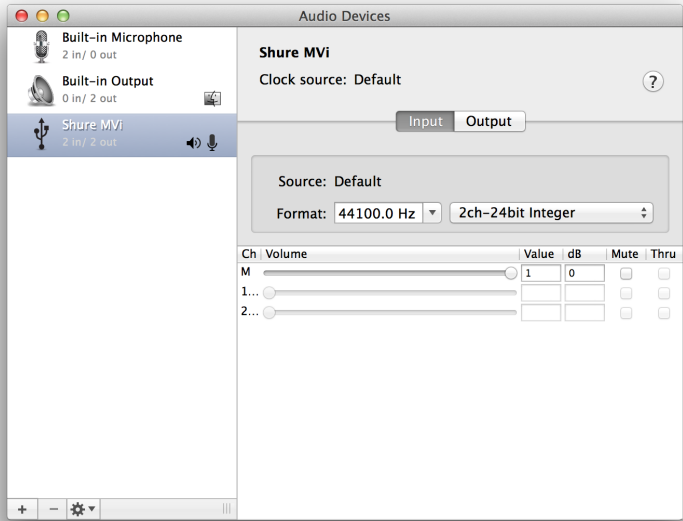 Audio Devices
Built-in Microphone
2 in/ 0 out
Built-in Output
0 in/ 2 out
Shure MVi
2 in/ 2 out
+ −
Shure MVi
Clock source: Default
?
Input Output
Source: Default
Format: 44100.0 Hz 2ch-24bit Integer
Ch Volume Value dB Mute Thru
M 1 0
1...
2...